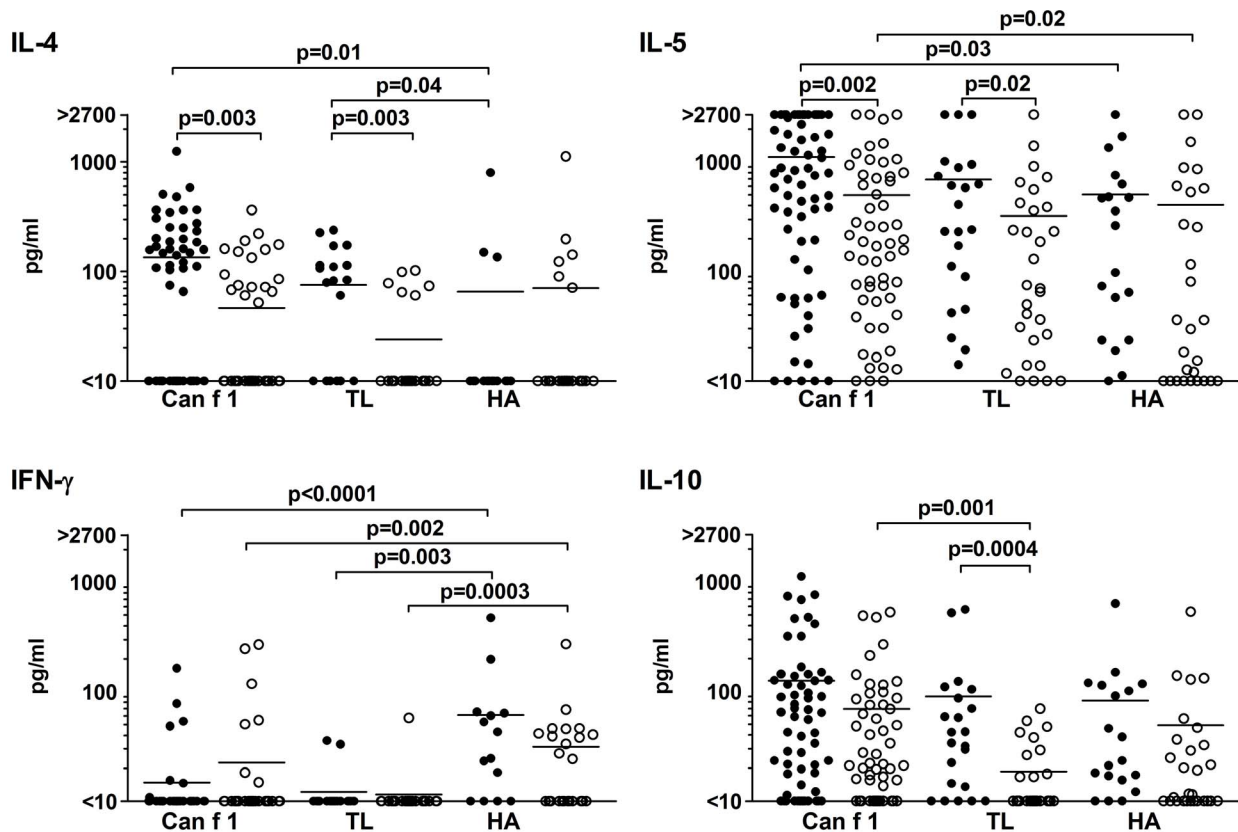 IL-4
p=0.01
p=0.04
p=0.003
p=0.003
>2700
1000
100
<10
pg/ml
Can f 1
TL
HA
IL-5
p=0.02
p=0.03
p=0.002
p=0.02
>2700
1000
100
<10
pg/ml
Can f 1
TL
HA
IFN-γ
p<0.0001
p=0.002
p=0.003
p=0.0003
>2700
1000
100
<10
pg/ml
Can f 1
TL
HA
IL-10
p=0.001
p=0.0004
>2700
1000
100
<10
pg/ml
Can f 1
TL
HA